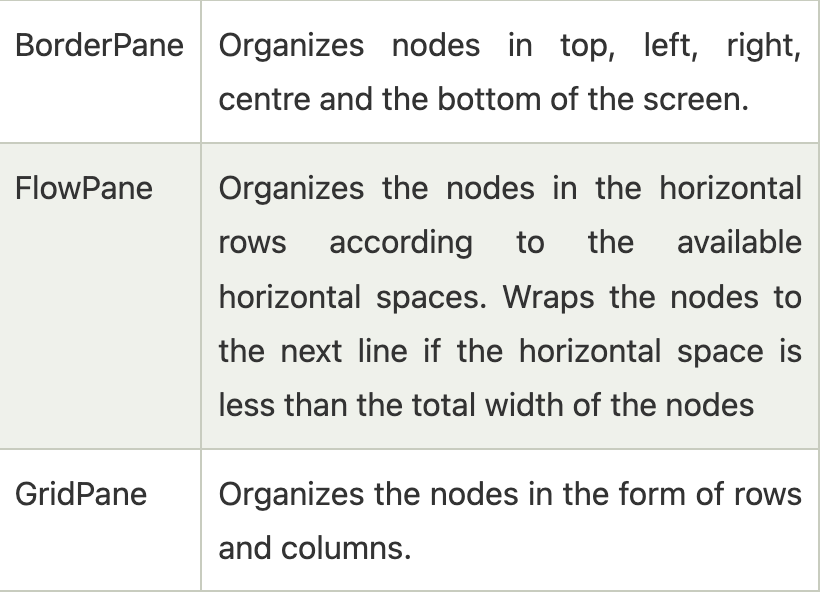 BorderPane
Organizes nodes in top, left, right,
centre and the bottom of the screen.
FlowPane
Organizes the nodes in the horizontal
rows according to the available
horizontal spaces. Wraps the nodes to
the next line if the horizontal space is
less than the total width of the nodes
GridPane
Organizes the nodes in the form of rows
and columns.